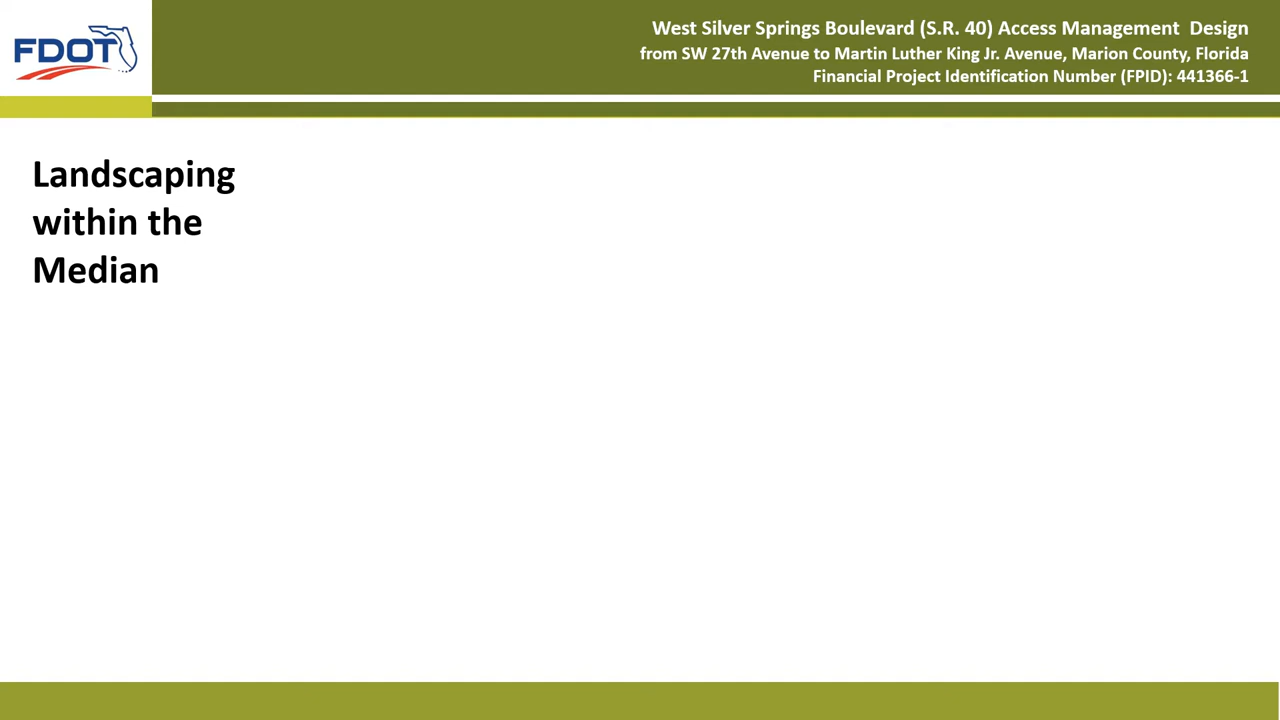 FDOT
West Silver Springs Boulevard (S.R. 40) Access Management  Design
from SW 27th Avenue to Martin Luther King Jr. Avenue, Marion County, Florida
Financial Project Identification Number (FPID): 441366-1
Landscaping
within the
Median